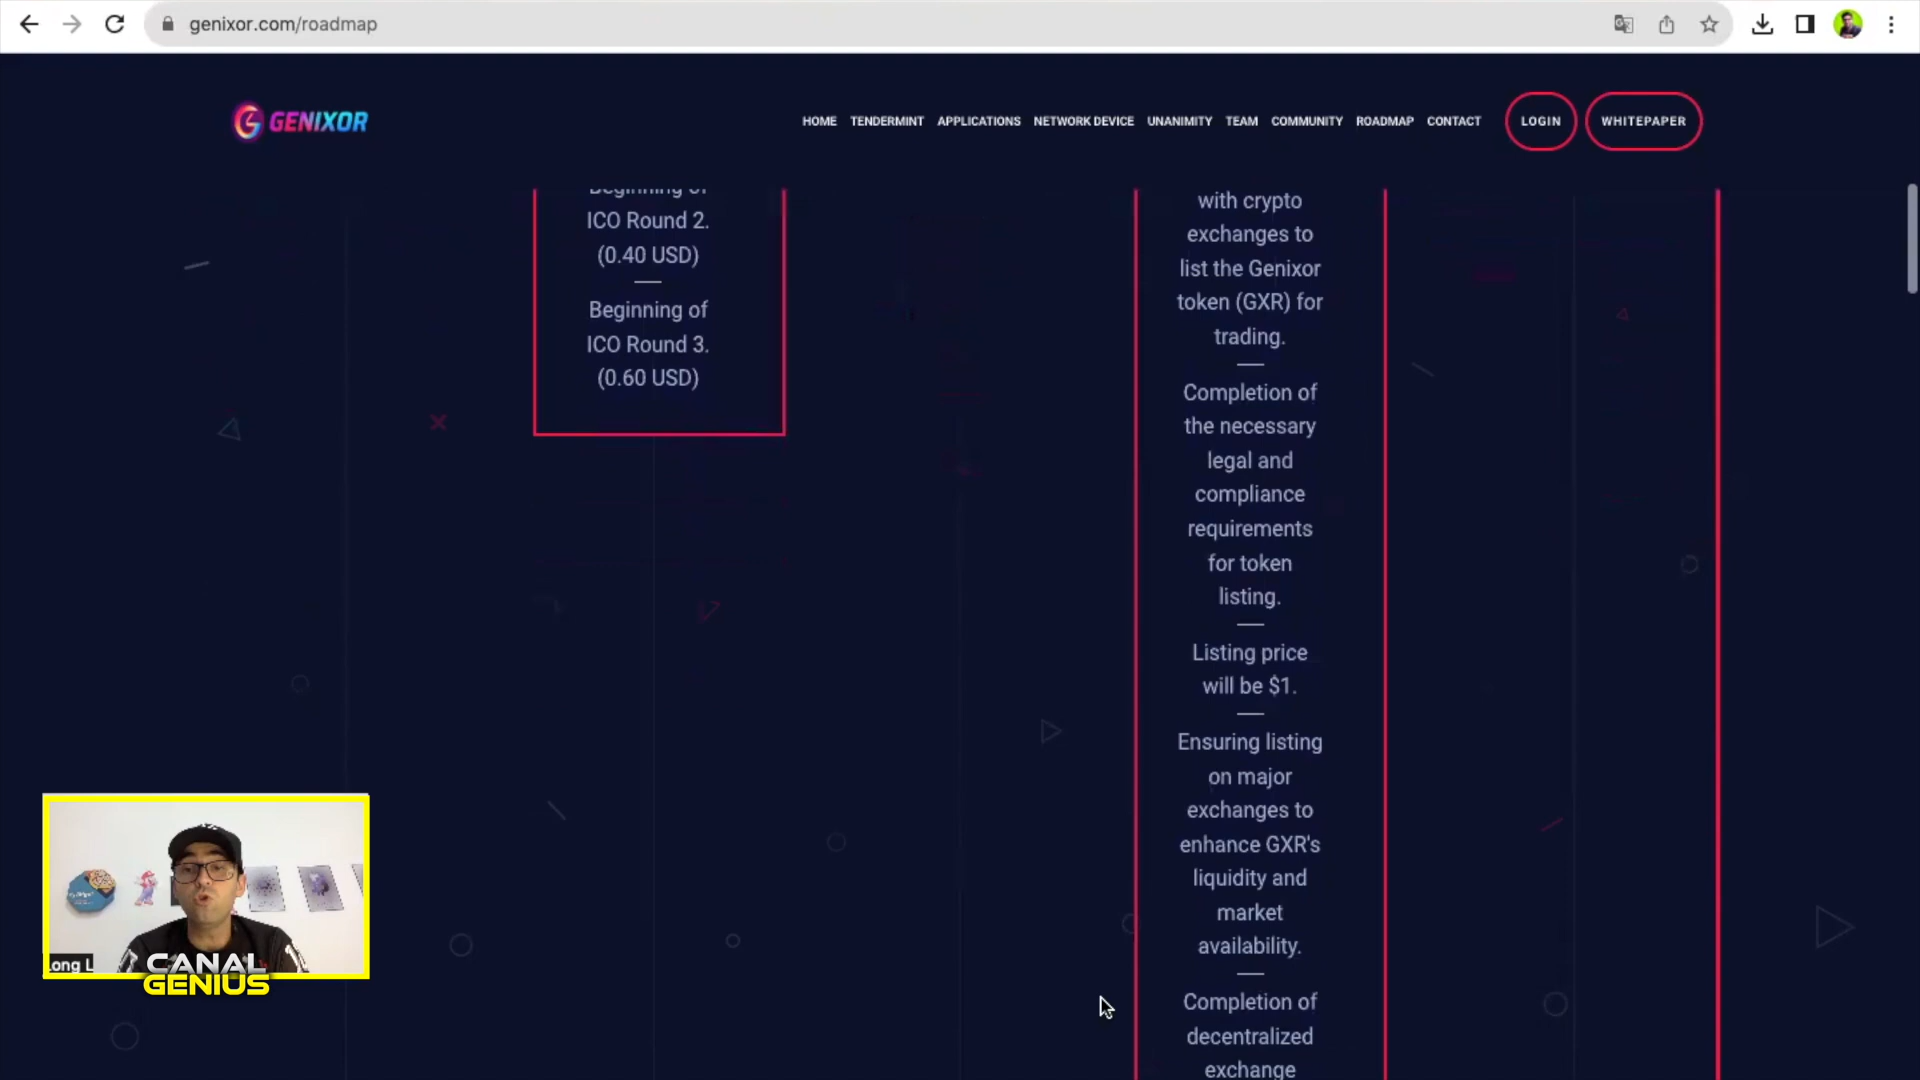 genixor.com/roadmap
GENIXOR
HOME TENDERMINT APPLICATIONS NETWORK DEVICE UNANIMITY TEAM COMMUNITY ROADMAP CONTACT LOGIN WHITEPAPER
Beginning of
ICO Round 2.
(0.40 USD)
Beginning of
ICO Round 3.
(0.60 USD)
with crypto
exchanges to
list the Genixor
token (GXR) for
trading.
Completion of
the necessary
legal and
compliance
requirements
for token
listing.
Listing price
will be $1.
Ensuring listing
on major
exchanges to
enhance GXR's
liquidity and
market
availability.
Completion of
decentralized
exchange
CANAL
GENIUS